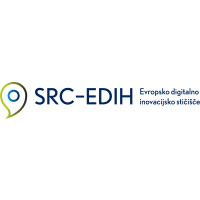 SRC-EDIH
Evropsko digitalno
inovacijsko stičišče